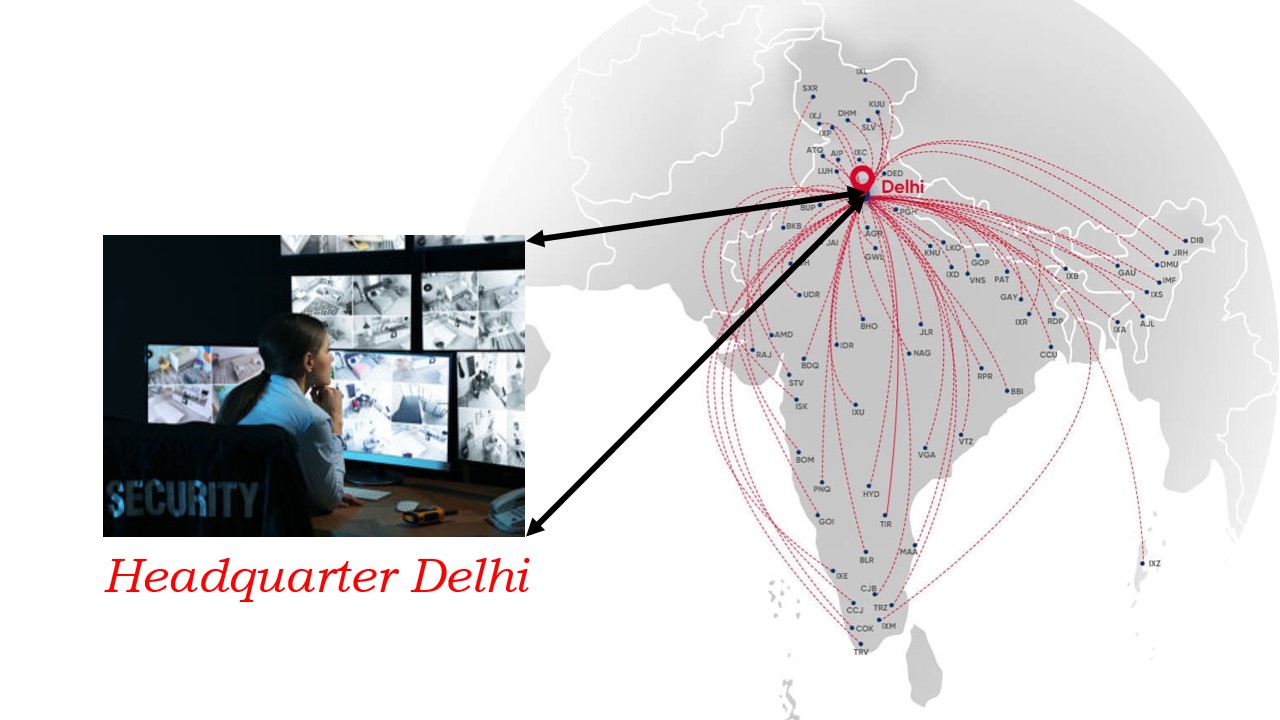 IXL
SXR
KUU
IXJ
DHM
SLV
IXP
ATQ
AIP
IXC
LUH
DED
Delhi
BUP
PGH
BKB
AGR
JAI
GWL
KNU
LKO
GOP
IXD
VNS
PAT
GAY
IXB
DIB
JRH
DMU
GAU
IMF
IXS
UDR
IXR
RDP
IXA
AJL
AMD
BHO
JLR
IDR
NAG
CCU
RAJ
BDQ
STV
RPR
BBI
ISK
IXU
VTZ
BOM
VGA
PNQ
HYD
SECURITY
GOI
TIR
MAA
BLR
IXZ
IXE
Headquarter Delhi
CJB
CCJ
TRZ
COK
IXM
TRV